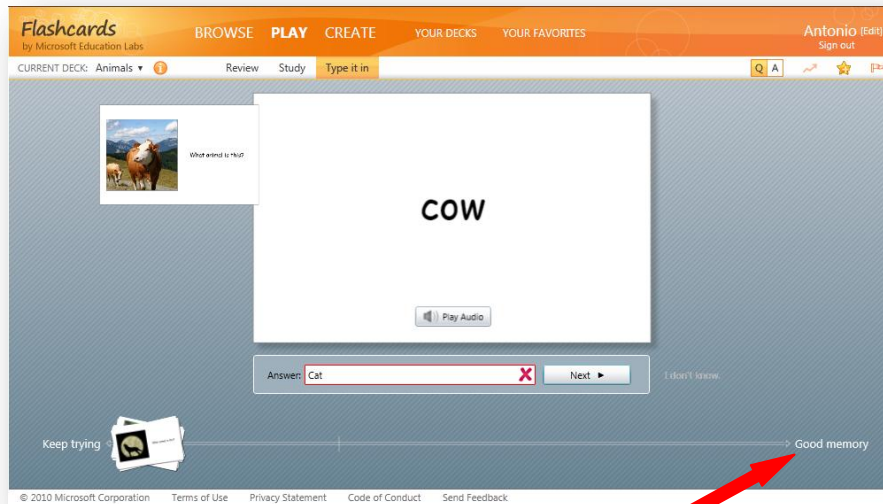 Flashcards
by Microsoft Education Labs
BROWSE PLAY CREATE YOUR DECKS YOUR FAVORITES
Antonio [Edit]
Sign out
CURRENT DECK: Animals
Review Study Type it in
Q A
What animal is this?
cow
Play Audio
Answer: Cat
Next
I don't know.
Keep trying
Good memory
© 2010 Microsoft Corporation Terms of Use Privacy Statement Code of Conduct Send Feedback